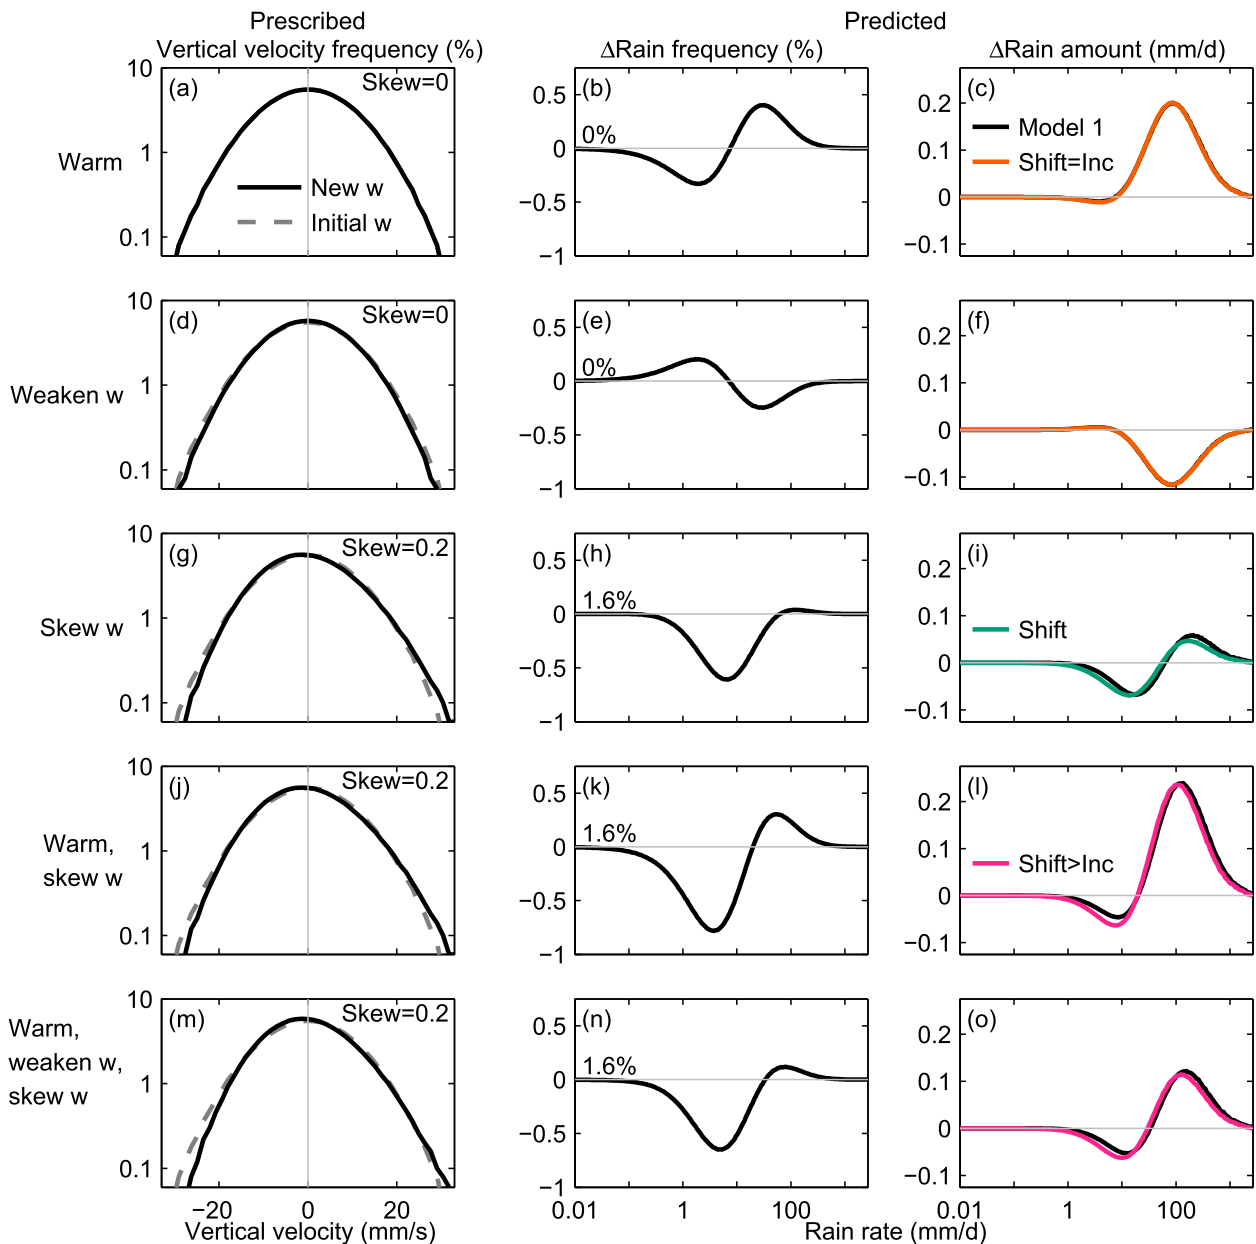 Prescribed
Predicted
Vertical velocity frequency (%)
ΔRain frequency (%)
ΔRain amount (mm/d)
Warm
10
1
0.1
(a)
Skew=0
New w
Initial w
0.5
0
−0.5
−1
(b)
0%
0.2
0.1
0
−0.1
(c)
Model 1
Shift=Inc
Weaken w
10
1
0.1
(d)
Skew=0
0.5
0
−0.5
−1
(e)
0%
0.2
0.1
0
−0.1
(f)
Skew w
10
1
0.1
(g)
Skew=0.2
0.5
0
−0.5
−1
(h)
1.6%
0.2
0.1
0
−0.1
(i)
Shift
Warm,
skew w
10
1
0.1
(j)
Skew=0.2
0.5
0
−0.5
−1
(k)
1.6%
0.2
0.1
0
−0.1
(l)
Shift>Inc
Warm,
weaken w,
skew w
10
1
0.1
(m)
Skew=0.2
0.5
0
−0.5
−1
(n)
1.6%
0.2
0.1
0
−0.1
(o)
−20 0 20
0.01 1 100
0.01 1 100
Vertical velocity (mm/s)
Rain rate (mm/d)